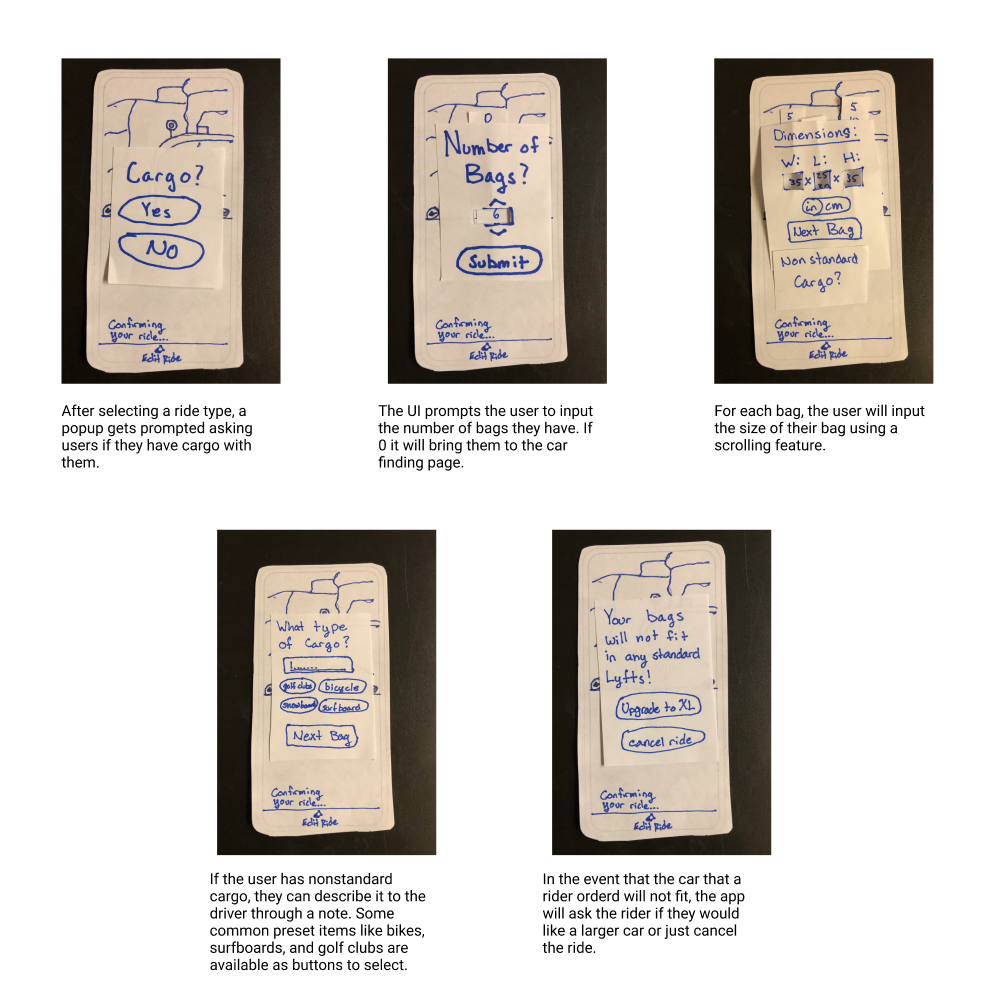 Cargo?
Yes
No
Confirming
your ride...
Edit Ride
After selecting a ride type, a
popup gets prompted asking
users if they have cargo with
them.
0
Number of
Bags?
6
Submit
Confirming
your ride...
Edit Ride
The UI prompts the user to input
the number of bags they have. If
0 it will bring them to the car
finding page.
5
5
Dimensions:
W: L: H:
35 x 25 x 35
in cm
Next Bag
Non standard
Cargo?
Confirming
your ride...
Edit Ride
For each bag, the user will input
the size of their bag using a
scrolling feature.
What type
of Cargo?
golf clubs bicycle
snowboard surfboard
Next Bag
Confirming
your ride...
Edit Ride
If the user has nonstandard
cargo, they can describe it to the
driver through a note. Some
common preset items like bikes,
surfboards, and golf clubs are
available as buttons to select.
Your bags
will not fit
in any standard
Lyfts!
Upgrade to XL
cancel ride
Confirming
your ride...
Edit Ride
In the event that the car that a
rider orderd will not fit, the app
will ask the rider if they would
like a larger car or just cancel
the ride.